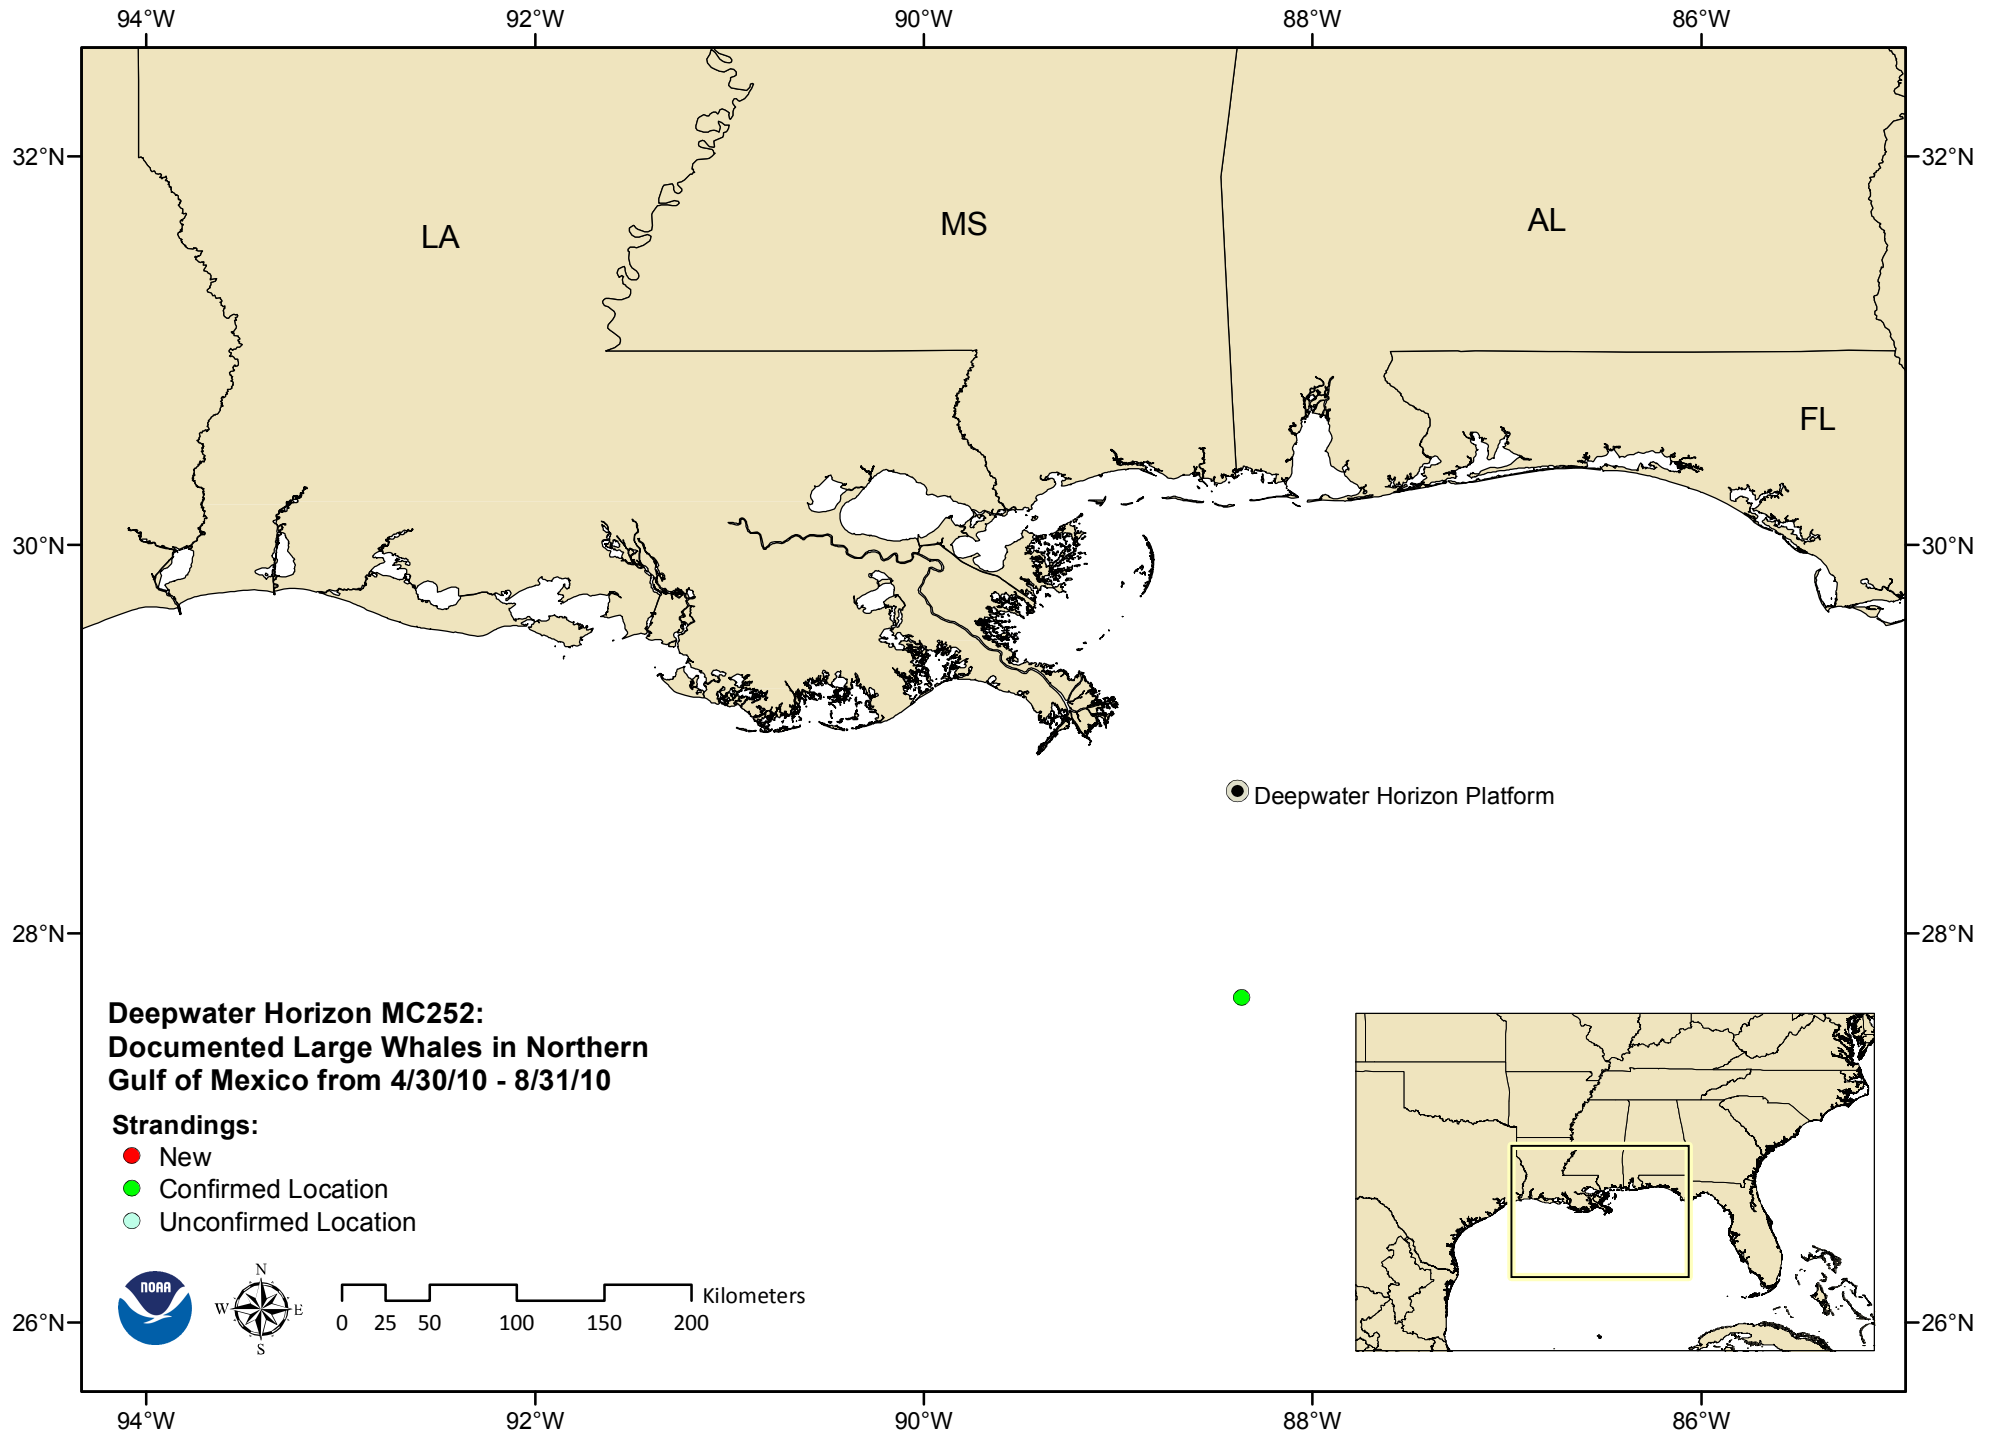 94°W 92°W 90°W 88°W 86°W
32°N 32°N
LA MS AL
FL
30°N 30°N
Deepwater Horizon Platform
28°N 28°N
Deepwater Horizon MC252:
Documented Large Whales in Northern
Gulf of Mexico from 4/30/10 - 8/31/10
Strandings:
New
Confirmed Location
Unconfirmed Location
NOAA
N
W E
S
Kilometers
0 25 50 100 150 200
26°N 26°N
94°W 92°W 90°W 88°W 86°W